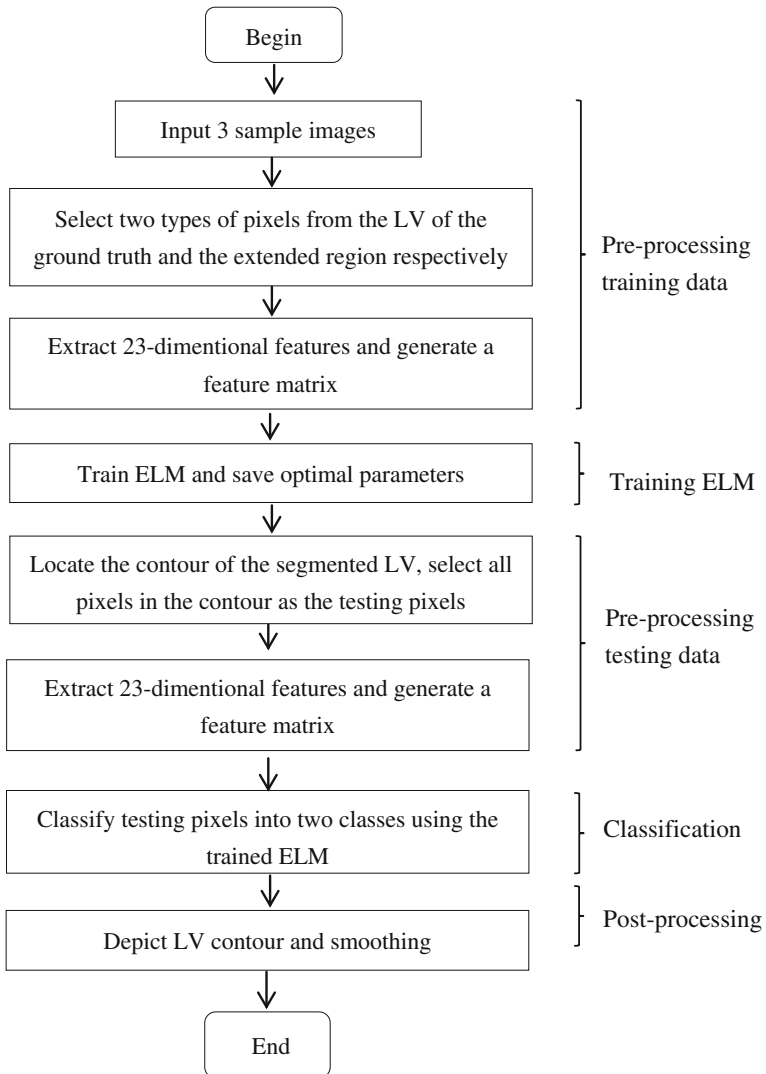 Begin
Input 3 sample images
Select two types of pixels from the LV of the
ground truth and the extended region respectively
Pre-processing
training data
Extract 23-dimentional features and generate a
feature matrix
Train ELM and save optimal parameters
Training ELM
Locate the contour of the segmented LV, select all
pixels in the contour as the testing pixels
Pre-processing
testing data
Extract 23-dimentional features and generate a
feature matrix
Classify testing pixels into two classes using the
trained ELM
Classification
Depict LV contour and smoothing
Post-processing
End